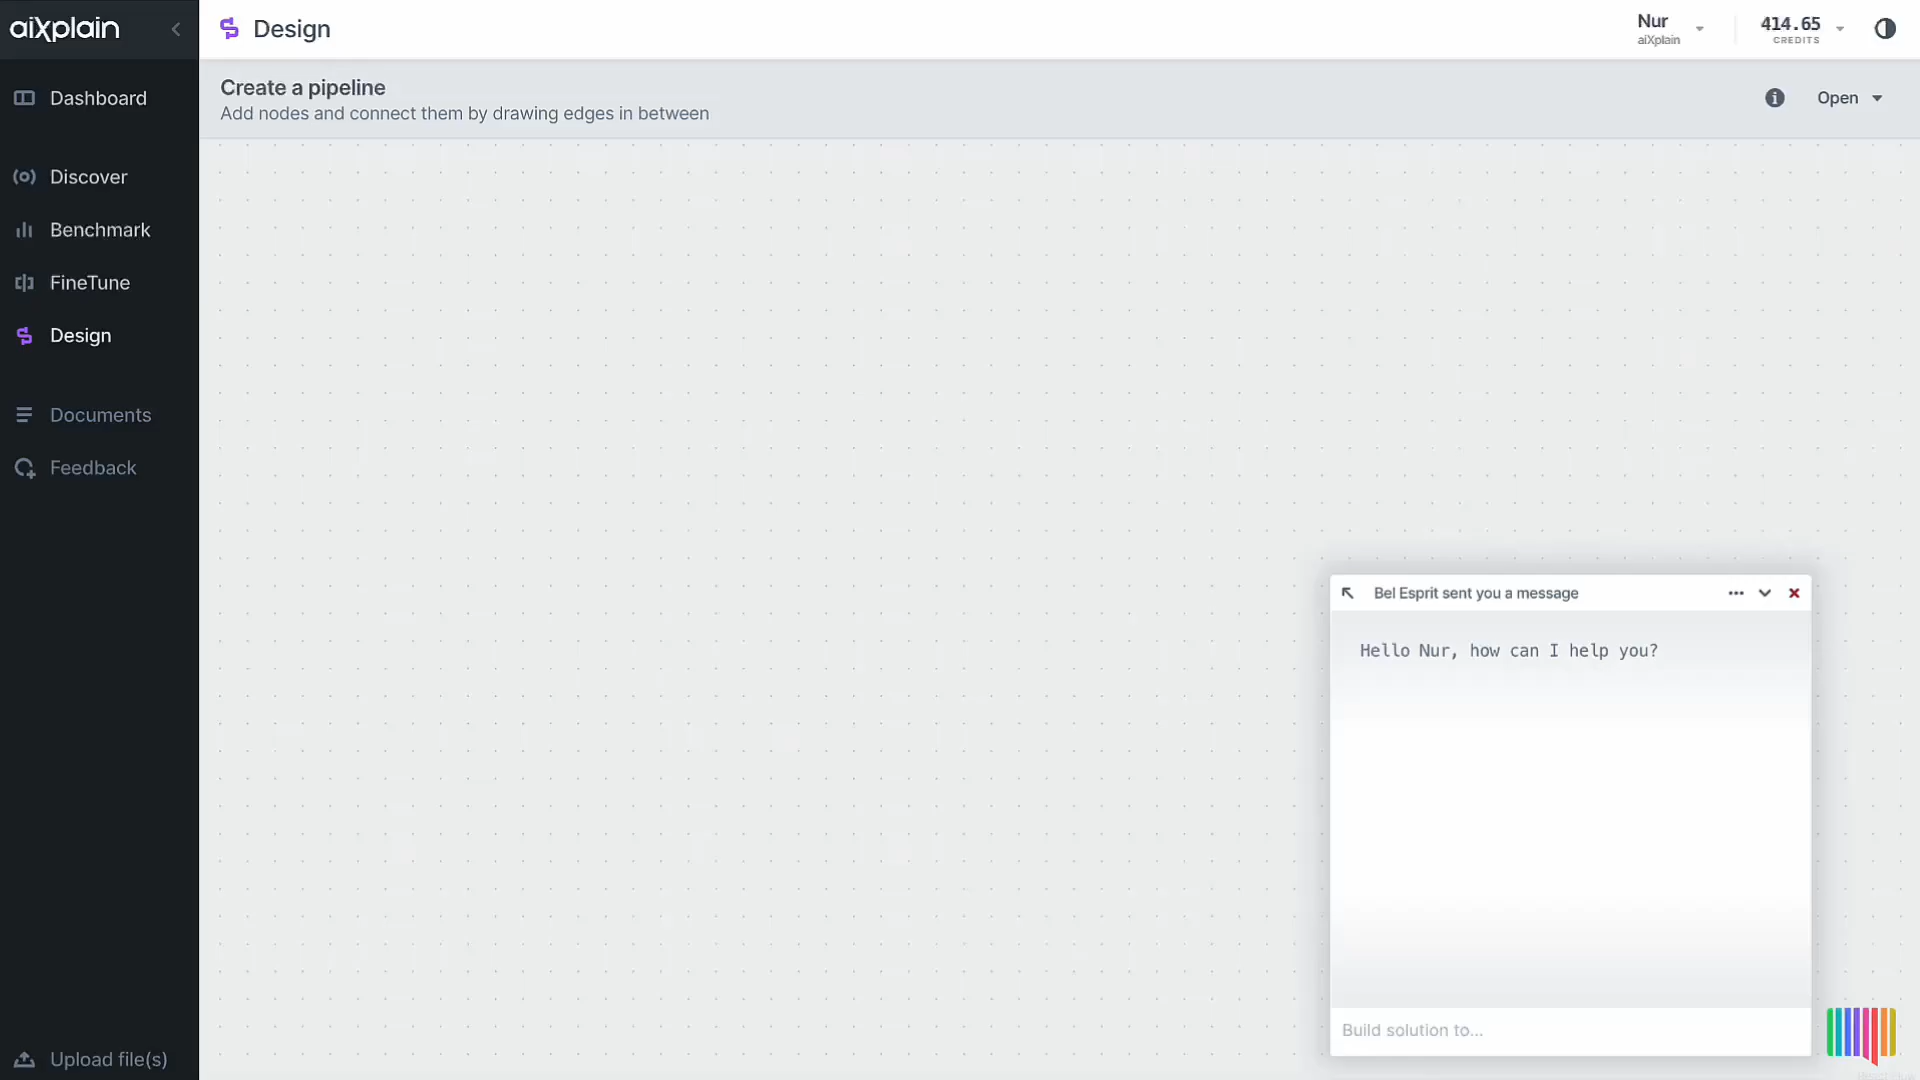 aiXplain
Design
Nur
aiXplain
414.65
CREDITS
Create a pipeline
Add nodes and connect them by drawing edges in between
Open
Dashboard
Discover
Benchmark
FineTune
Design
Documents
Feedback
Upload file(s)
Bel Esprit sent you a message
Hello Nur, how can I help you?
Build solution to...